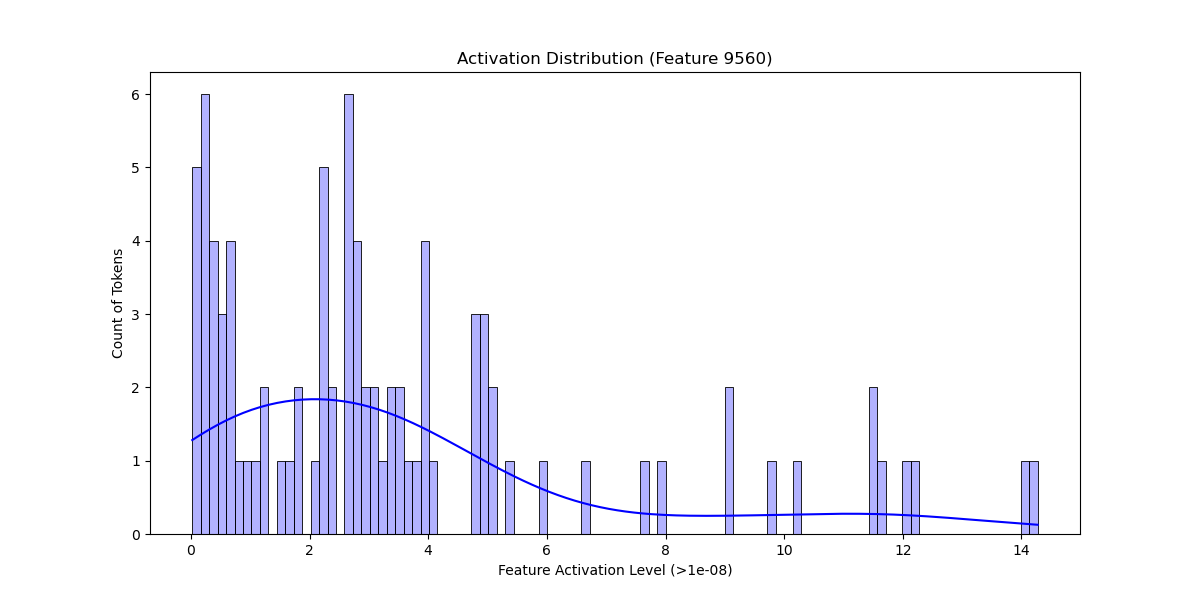 Activation Distribution (Feature 9560)
6
5
4
3
2
1
0
Count of Tokens
0 2 4 6 8 10 12 14
Feature Activation Level (>1e-08)